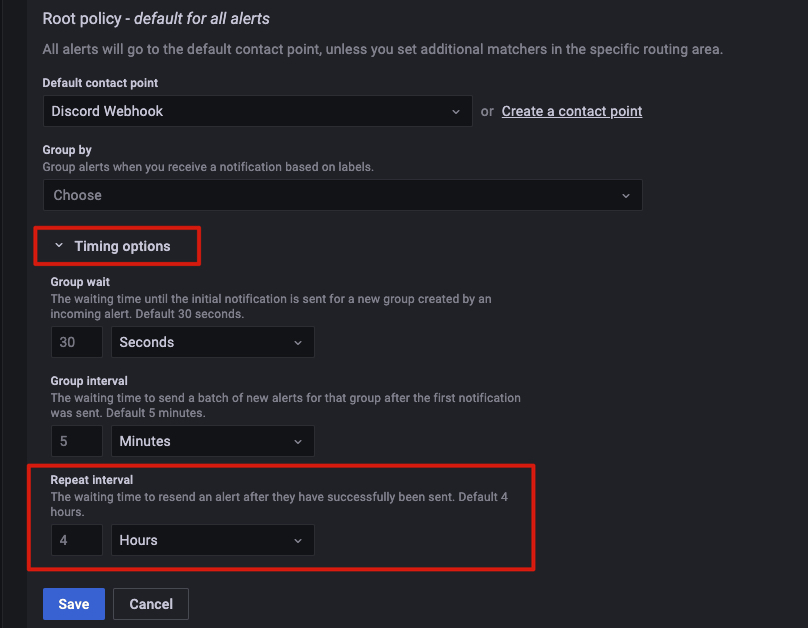 Root policy - default for all alerts
All alerts will go to the default contact point, unless you set additional matchers in the specific routing area.
Default contact point
Discord Webhook or Create a contact point
Group by
Group alerts when you receive a notification based on labels.
Choose
Timing options
Group wait
The waiting time until the initial notification is sent for a new group created by an
incoming alert. Default 30 seconds.
30 Seconds
Group interval
The waiting time to send a batch of new alerts for that group after the first notification
was sent. Default 5 minutes.
5 Minutes
Repeat interval
The waiting time to resend an alert after they have successfully been sent. Default 4
hours.
4 Hours
Save Cancel